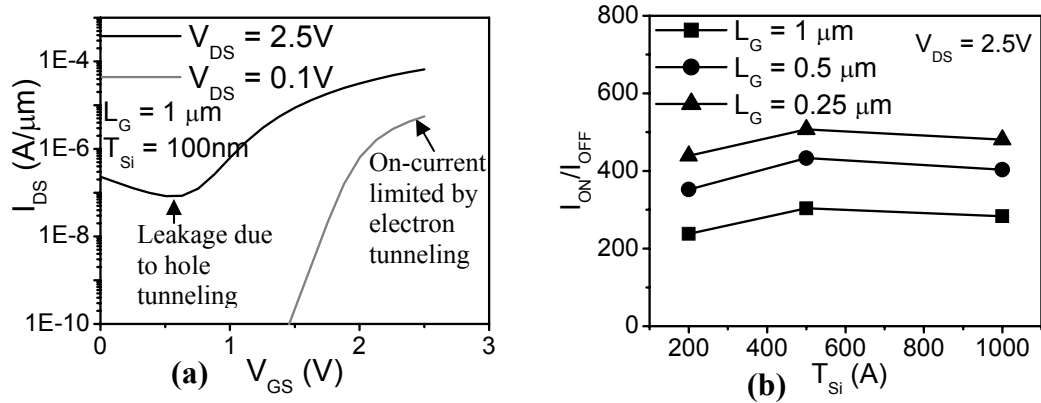 V_DS = 2.5V
V_DS = 0.1V
L_G = 1 μm
T_Si = 100nm
On-current
limited by
electron
tunneling
Leakage due
to hole
tunneling
1E-4
1E-6
1E-8
1E-10
I_DS (A/μm)
0 1 2 3
V_GS (V)
(a)
L_G = 1 μm
L_G = 0.5 μm
L_G = 0.25 μm
V_DS = 2.5V
800
600
400
200
0
I_ON/I_OFF
200 400 600 800 1000
T_Si (A)
(b)